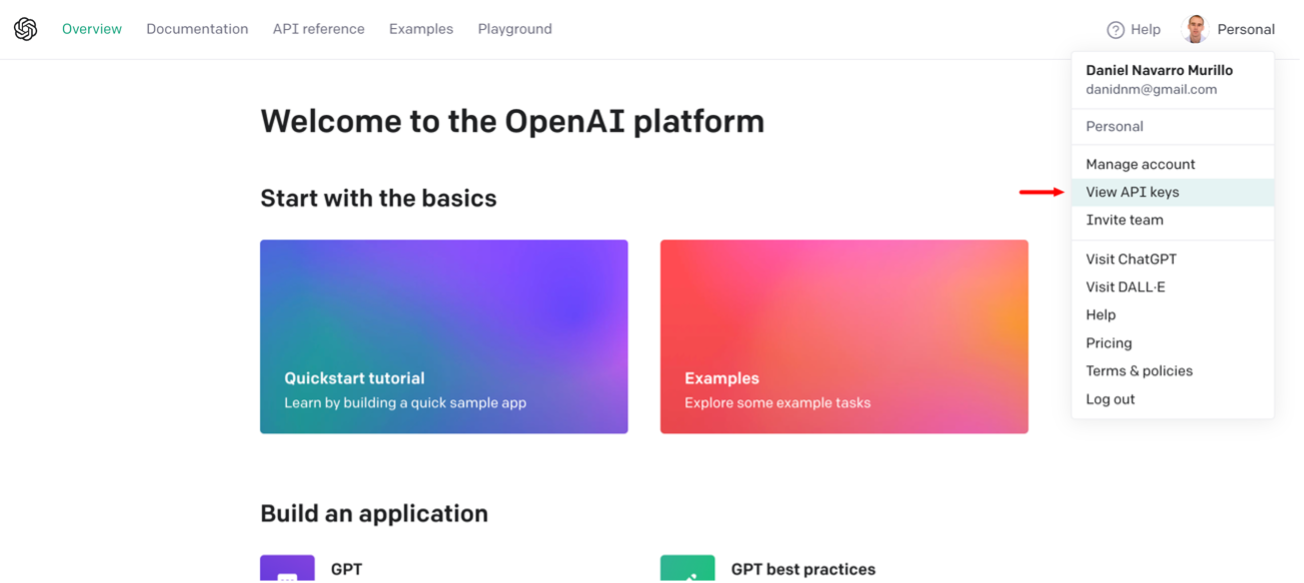 Overview Documentation API reference Examples Playground Help Personal
Daniel Navarro Murillo
danidnm@gmail.com
Personal
Manage account
View API keys
Invite team
Visit ChatGPT
Visit DALL·E
Help
Pricing
Terms & policies
Log out
Welcome to the OpenAI platform
Start with the basics
Quickstart tutorial
Learn by building a quick sample app
Examples
Explore some example tasks
Build an application
GPT
GPT best practices